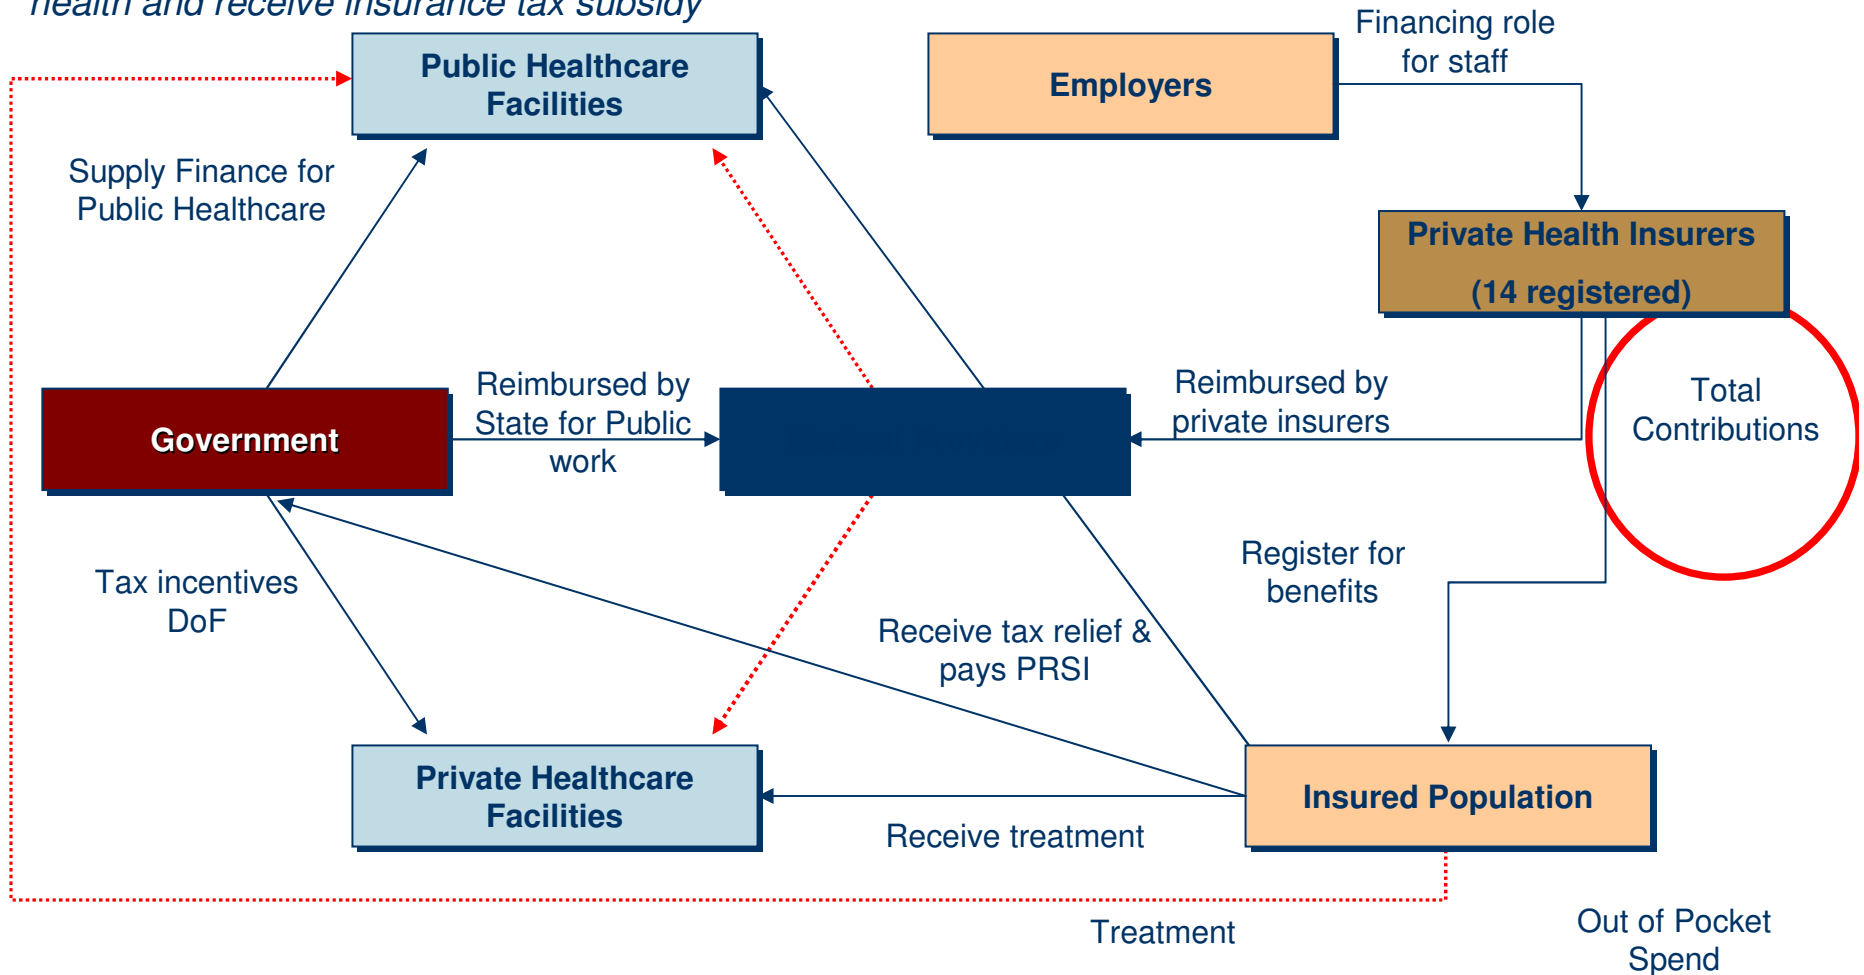 health and receive insurance tax subsidy
Public Healthcare
Facilities
Employers
Financing role
for staff
Supply Finance for
Public Healthcare
Private Health Insurers
(14 registered)
Government
Reimbursed by
State for Public
work
Reimbursed by
private insurers
Total
Contributions
Tax incentives
DoF
Register for
benefits
Receive tax relief &
pays PRSI
Private Healthcare
Facilities
Insured Population
Receive treatment
Treatment
Out of Pocket
Spend